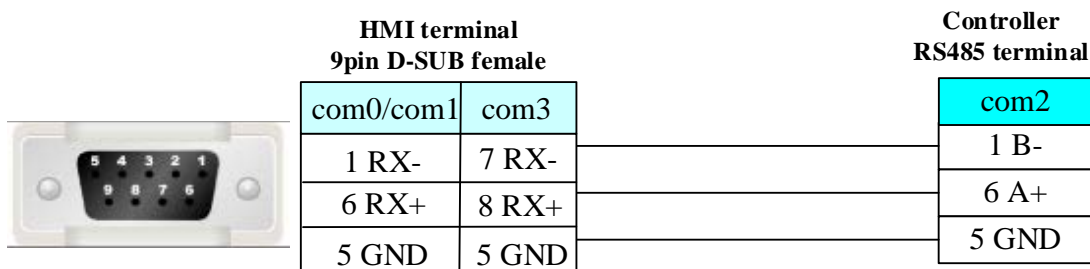 HMI terminal
9pin D-SUB female
Controller
RS485 terminal
com0/com1 com3
com2
1 RX- 7 RX-
1 B-
6 RX+ 8 RX+
6 A+
5 GND 5 GND
5 GND
5 4 3 2 1
9 8 7 6